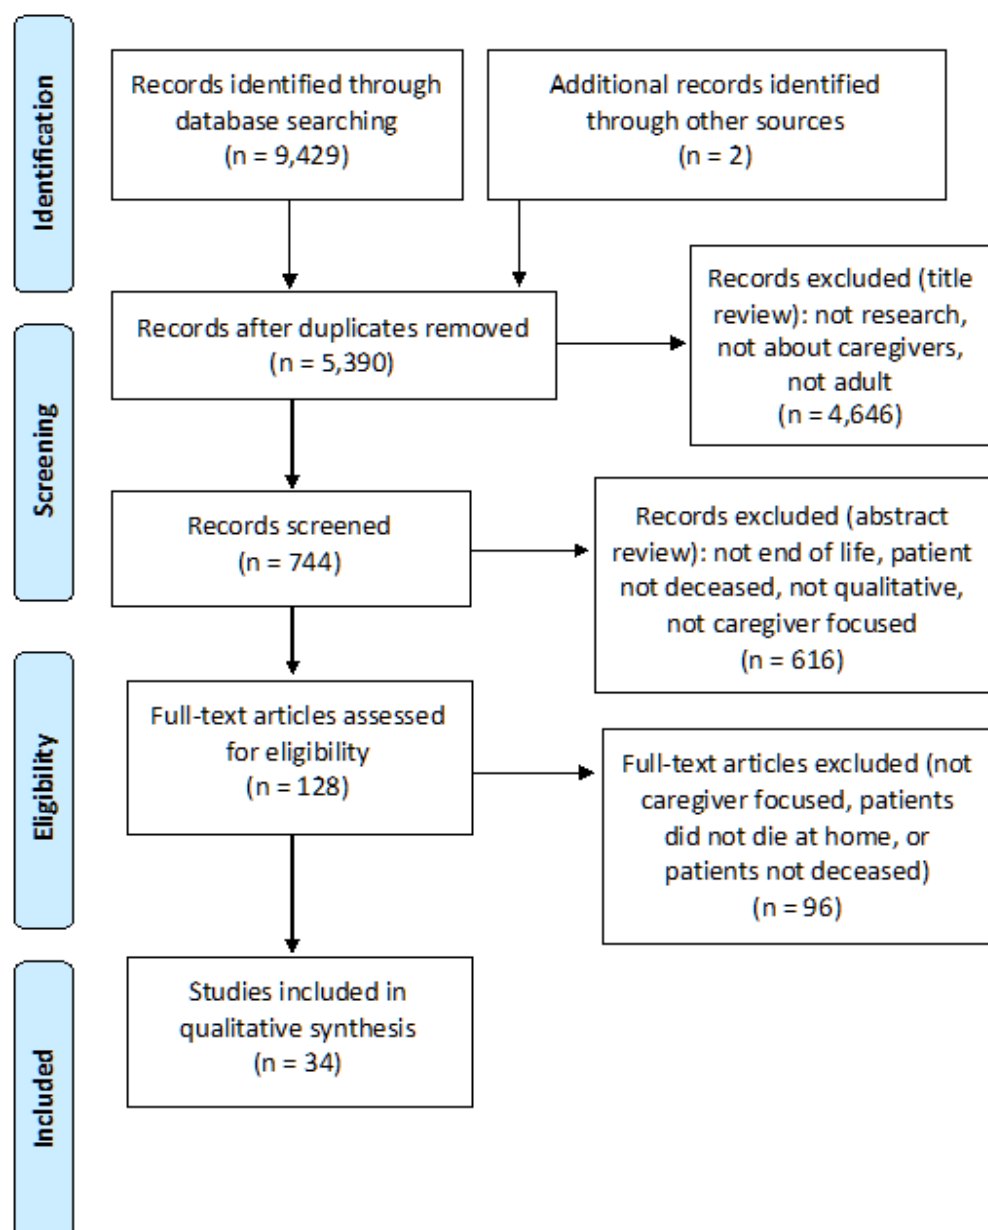 Identification
Records identified through
database searching
(n = 9,429)
Additional records identified
through other sources
(n = 2)
Records after duplicates removed
(n = 5,390)
Records excluded (title
review): not research,
not about caregivers,
not adult
(n = 4,646)
Screening
Records screened
(n = 744)
Records excluded (abstract
review): not end of life, patient
not deceased, not qualitative,
not caregiver focused
(n = 616)
Eligibility
Full-text articles assessed
for eligibility
(n = 128)
Full-text articles excluded (not
caregiver focused, patients
did not die at home, or
patients not deceased)
(n = 96)
Included
Studies included in
qualitative synthesis
(n = 34)